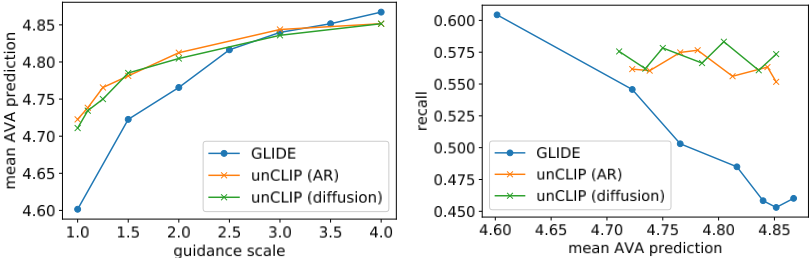 mean AVA prediction
4.85
4.80
4.75
4.70
4.65
4.60
GLIDE
unCLIP (AR)
unCLIP (diffusion)
1.0 1.5 2.0 2.5 3.0 3.5 4.0
guidance scale
recall
0.600
0.575
0.550
0.525
0.500
0.475
0.450
GLIDE
unCLIP (AR)
unCLIP (diffusion)
4.60 4.65 4.70 4.75 4.80 4.85
mean AVA prediction